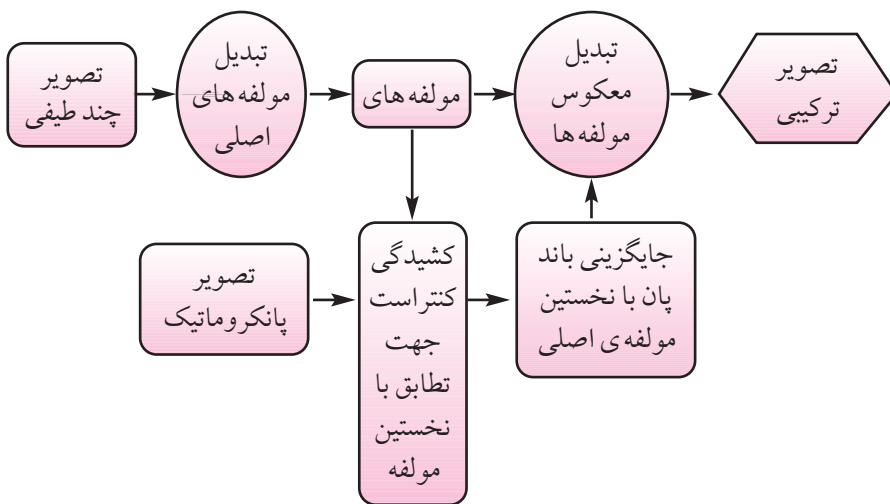 تصویر
چند طیفی
تبدیل
مولفه های
اصلی
مولفه های
تبدیل
معکوس
مولفه ها
تصویر
ترکیبی
تصویر
پانکروماتیک
کشیدگی
کنتراست
جهت
تطابق با
نخستین
مولفه
جایگزینی باند
پان با نخستین
مولفه ی اصلی